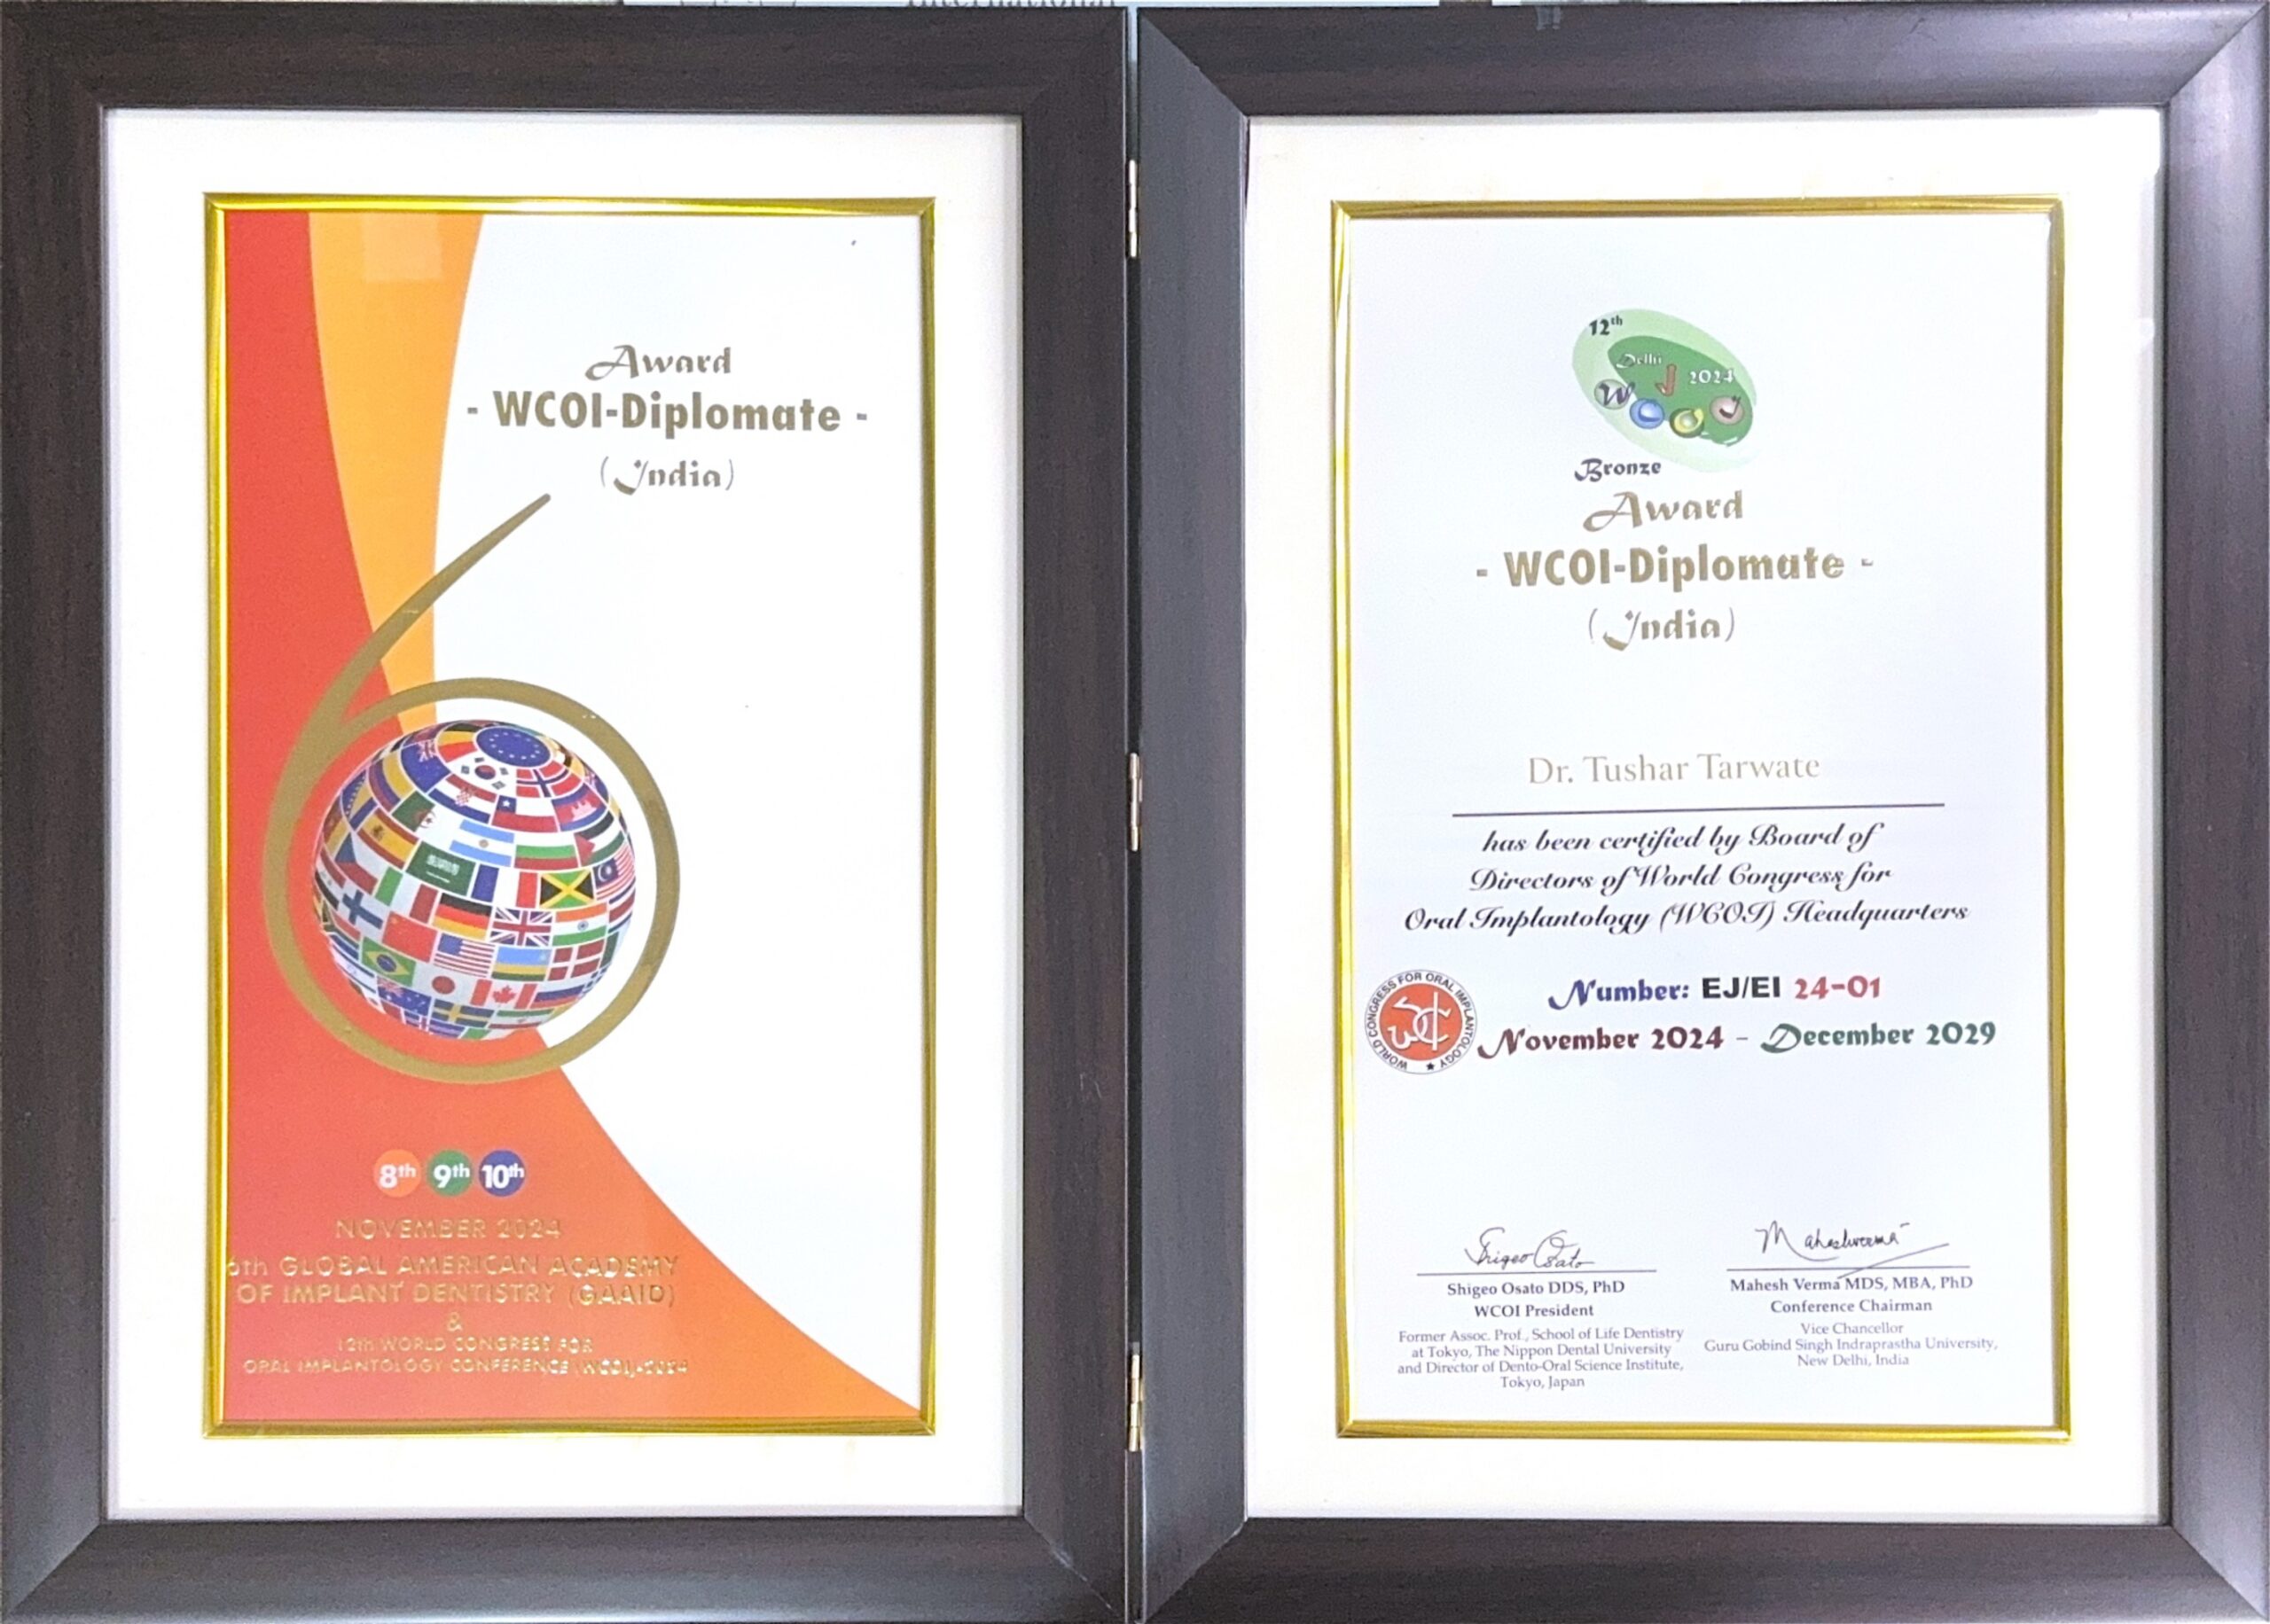 International
Award
- WCOI-Diplomate -
(India)
8th 9th 10th
NOVEMBER 2024
6th GLOBAL AMERICAN ACADEMY
OF IMPLANT DENTISTRY (GAAID)
&
12th WORLD CONGRESS FOR
ORAL IMPLANTOLOGY CONFERENCE (WCOI)-2024
12th
Delhi
2024
W C O I
Bronze
Award
- WCOI-Diplomate -
(India)
Dr. Tushar Tarwate
has been certified by Board of
Directors of World Congress for
Oral Implantology (WCOI) Headquarters
WORLD CONGRESS FOR ORAL IMPLANTOLOGY
Number: EJ/EI 24-01
November 2024 - December 2029
Shigeo Osato
Shigeo Osato DDS, PhD
WCOI President
Former Assoc. Prof., School of Life Dentistry
at Tokyo, The Nippon Dental University
and Director of Dento-Oral Science Institute,
Tokyo, Japan
Maheshverma
Mahesh Verma MDS, MBA, PhD
Conference Chairman
Vice Chancellor
Guru Gobind Singh Indraprastha University,
New Delhi, India